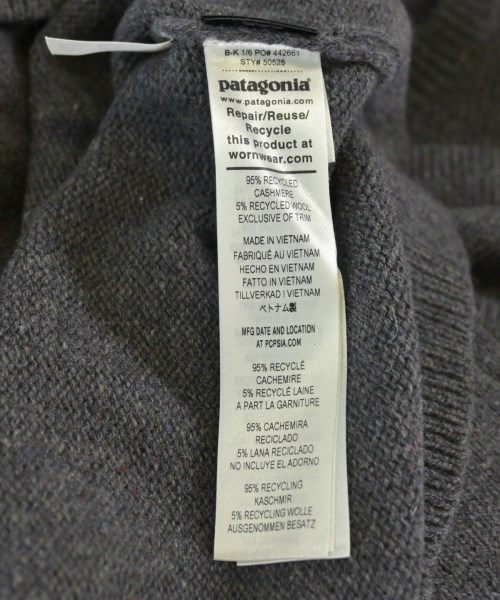 B-K 1/6 PO# 442661
STY# 50525
patagonia®
www.patagonia.com
Repair/Reuse/
Recycle
this product at
wornwear.com
95% RECYCLED
CASHMERE
5% RECYCLED WOOL
EXCLUSIVE OF TRIM
MADE IN VIETNAM
FABRIQUÉ AU VIETNAM
HECHO EN VIETNAM
FATTO IN VIETNAM
TILLVERKAD I VIETNAM
ベトナム製
MFG DATE AND LOCATION
AT PCPSIA.COM
95% RECYCLÉ
CACHEMIRE
5% RECYCLÉ LAINE
A PART LA GARNITURE
95% CACHEMIRA
RECICLADO
5% LANA RECICLADO
NO INCLUYE EL ADORNO
95% RECYCLING
KASCHMIR
5% RECYCLING WOLLE
AUSGENOMMEN BESATZ